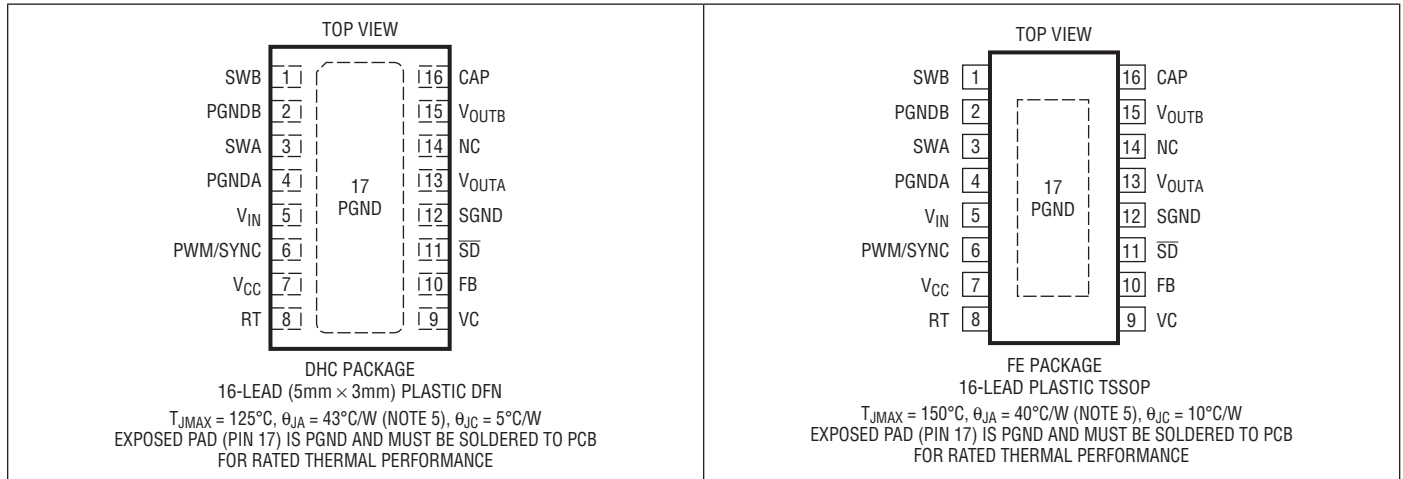 TOP VIEW
SWB 1 16 CAP
PGNDB 2 15 VOUTB
SWA 3 14 NC
PGNDA 4 13 VOUTA
17
PGND
VIN 5 12 SGND
PWM/SYNC 6 11 SD
VCC 7 10 FB
RT 8 9 VC
DHC PACKAGE
16-LEAD (5mm × 3mm) PLASTIC DFN
TJMAX = 125°C, θJA = 43°C/W (NOTE 5), θJC = 5°C/W
EXPOSED PAD (PIN 17) IS PGND AND MUST BE SOLDERED TO PCB
FOR RATED THERMAL PERFORMANCE
TOP VIEW
SWB 1 16 CAP
PGNDB 2 15 VOUTB
SWA 3 14 NC
PGNDA 4 13 VOUTA
17
PGND
VIN 5 12 SGND
PWM/SYNC 6 11 SD
VCC 7 10 FB
RT 8 9 VC
FE PACKAGE
16-LEAD PLASTIC TSSOP
TJMAX = 150°C, θJA = 40°C/W (NOTE 5), θJC = 10°C/W
EXPOSED PAD (PIN 17) IS PGND AND MUST BE SOLDERED TO PCB
FOR RATED THERMAL PERFORMANCE